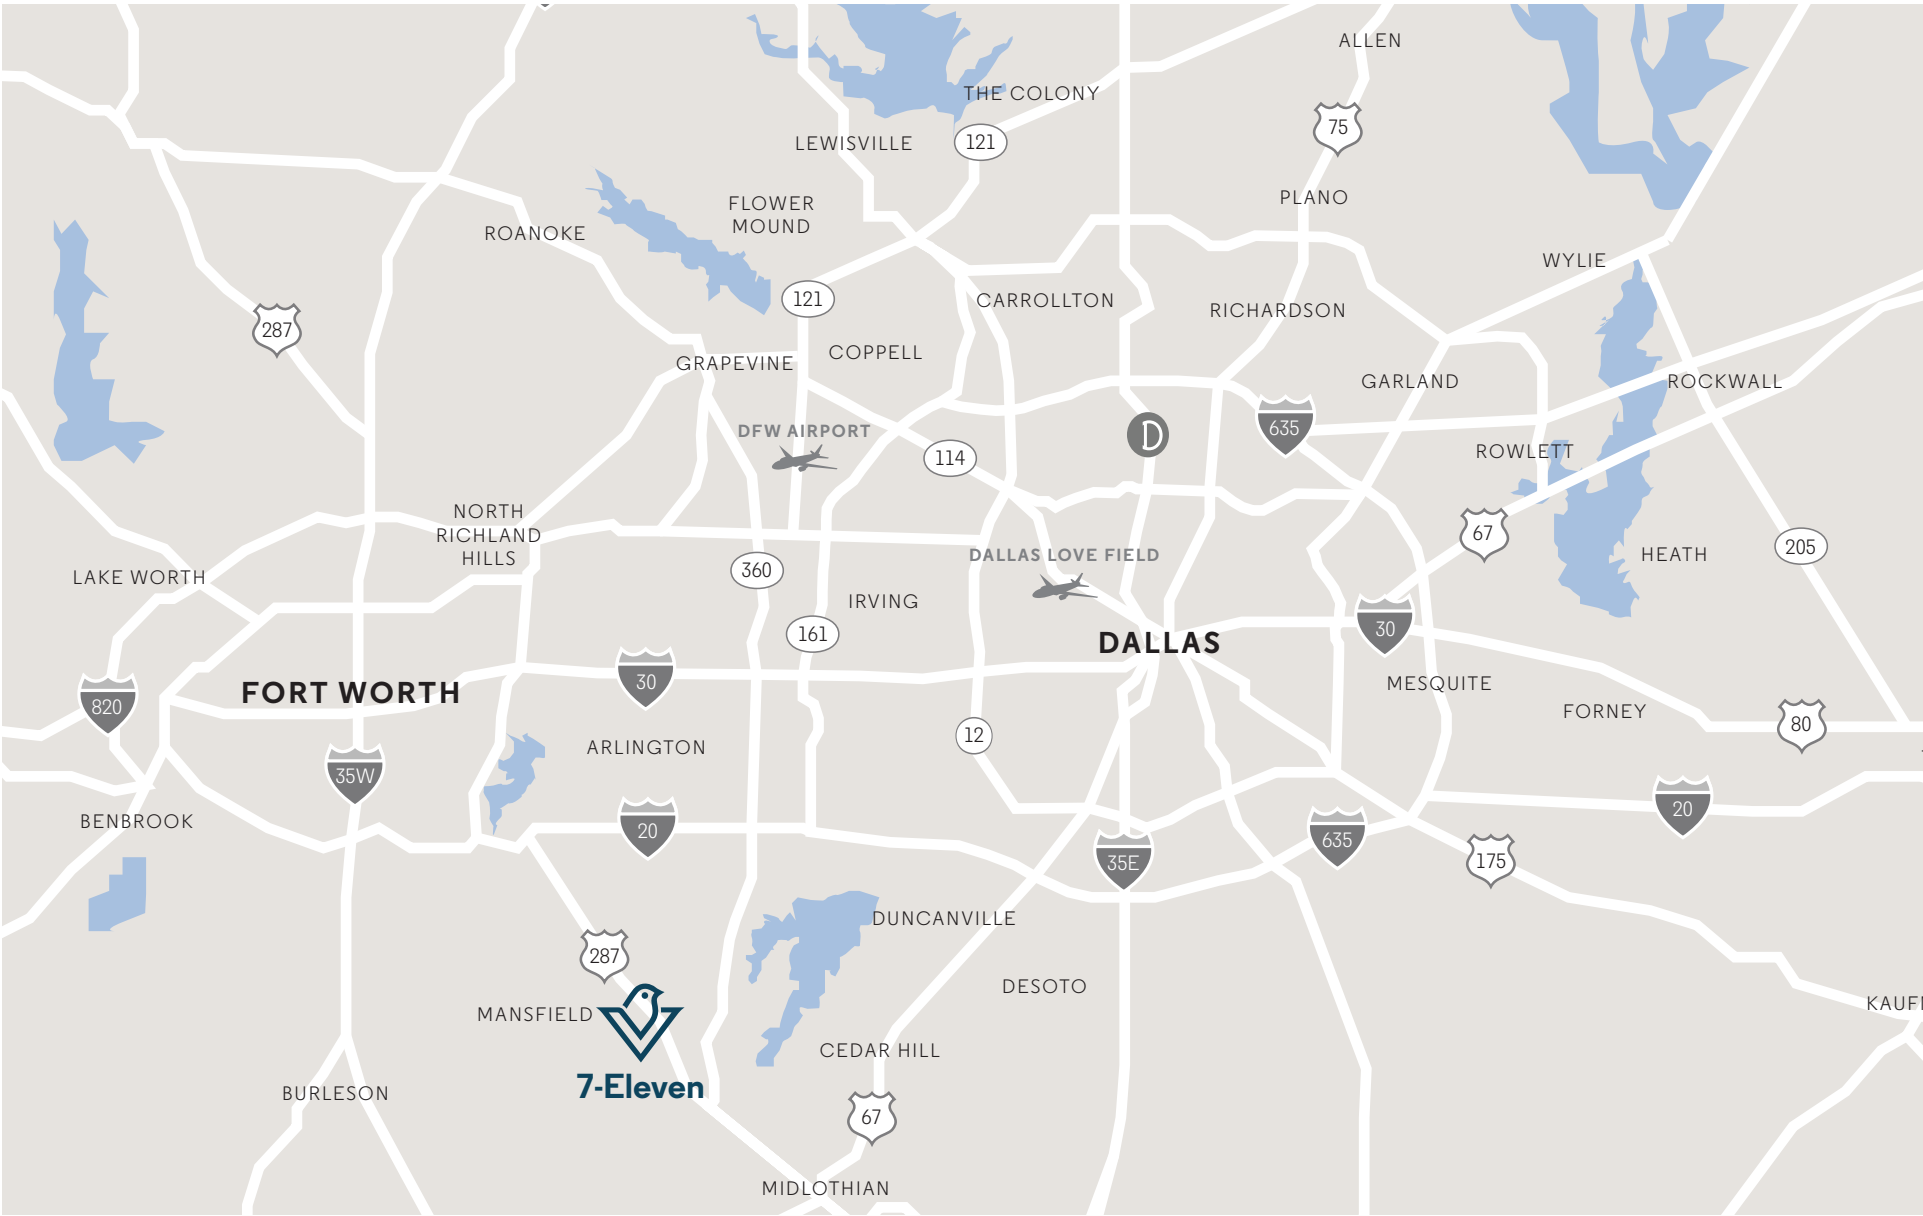 ALLEN
THE COLONY
75
121
LEWISVILLE
PLANO
FLOWER
MOUND
ROANOKE
WYLIE
121
CARROLLTON
RICHARDSON
287
COPPELL
GRAPEVINE
GARLAND
ROCKWALL
DFW AIRPORT
D
635
114
ROWLETT
NORTH
RICHLAND
HILLS
67
205
DALLAS LOVE FIELD
HEATH
LAKE WORTH
360
IRVING
161
30
DALLAS
30
MESQUITE
FORT WORTH
820
FORNEY
80
12
ARLINGTON
35W
20
BENBROOK
20
635
35E
175
DUNCANVILLE
287
DESOTO
KAUF
MANSFIELD
CEDAR HILL
7-Eleven
BURLESON
67
MIDLOTHIAN